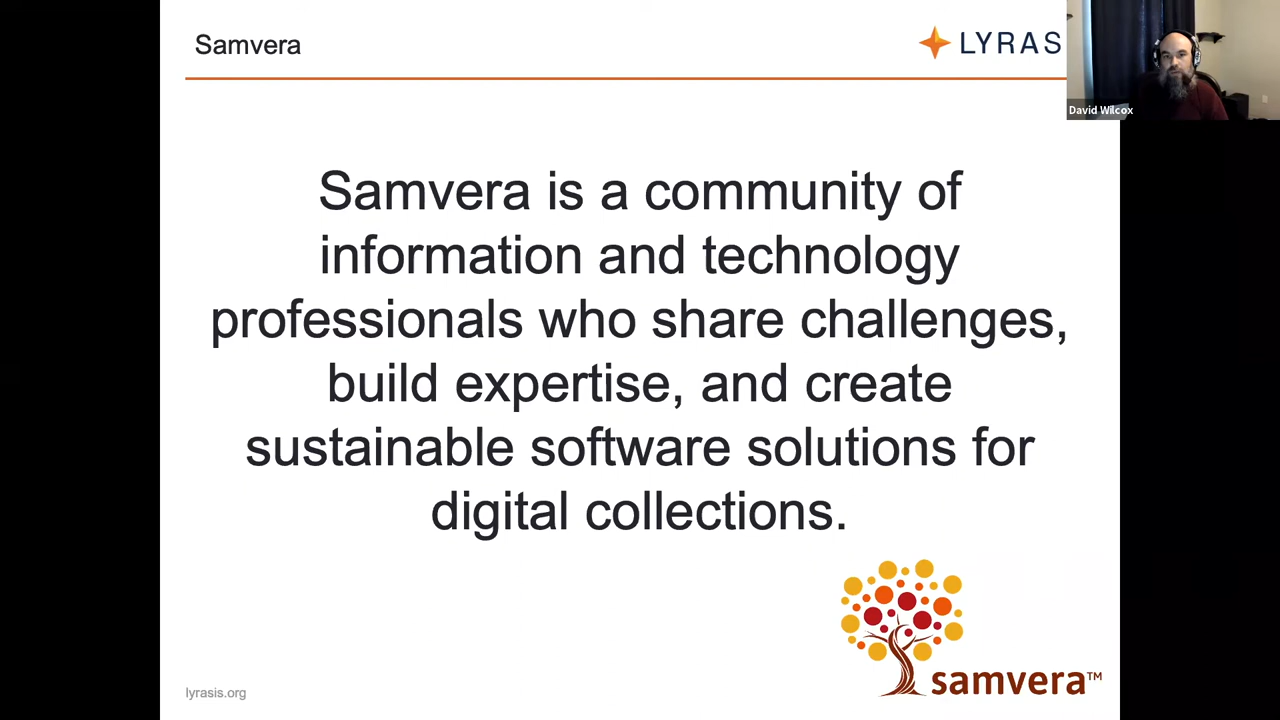 Samvera
LYRAS
David Wilcox
Samvera is a community of
information and technology
professionals who share challenges,
build expertise, and create
sustainable software solutions for
digital collections.
samvera™
lyrasis.org